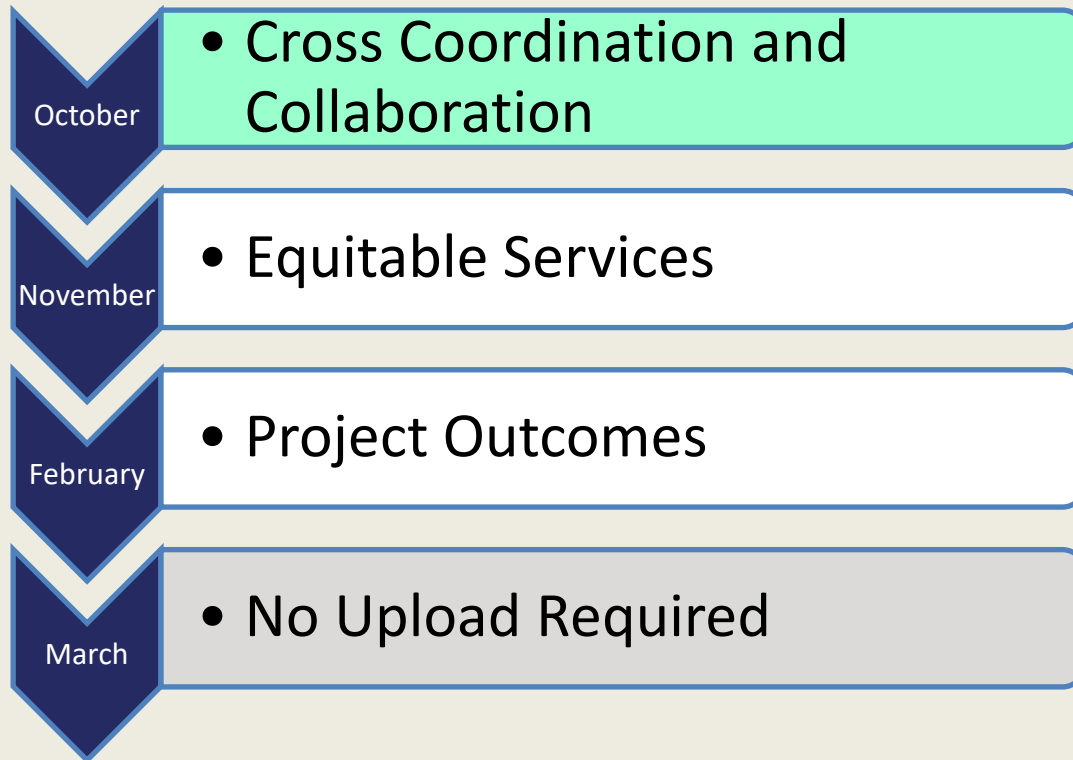 October
• Cross Coordination and
Collaboration
November
• Equitable Services
February
• Project Outcomes
March
• No Upload Required